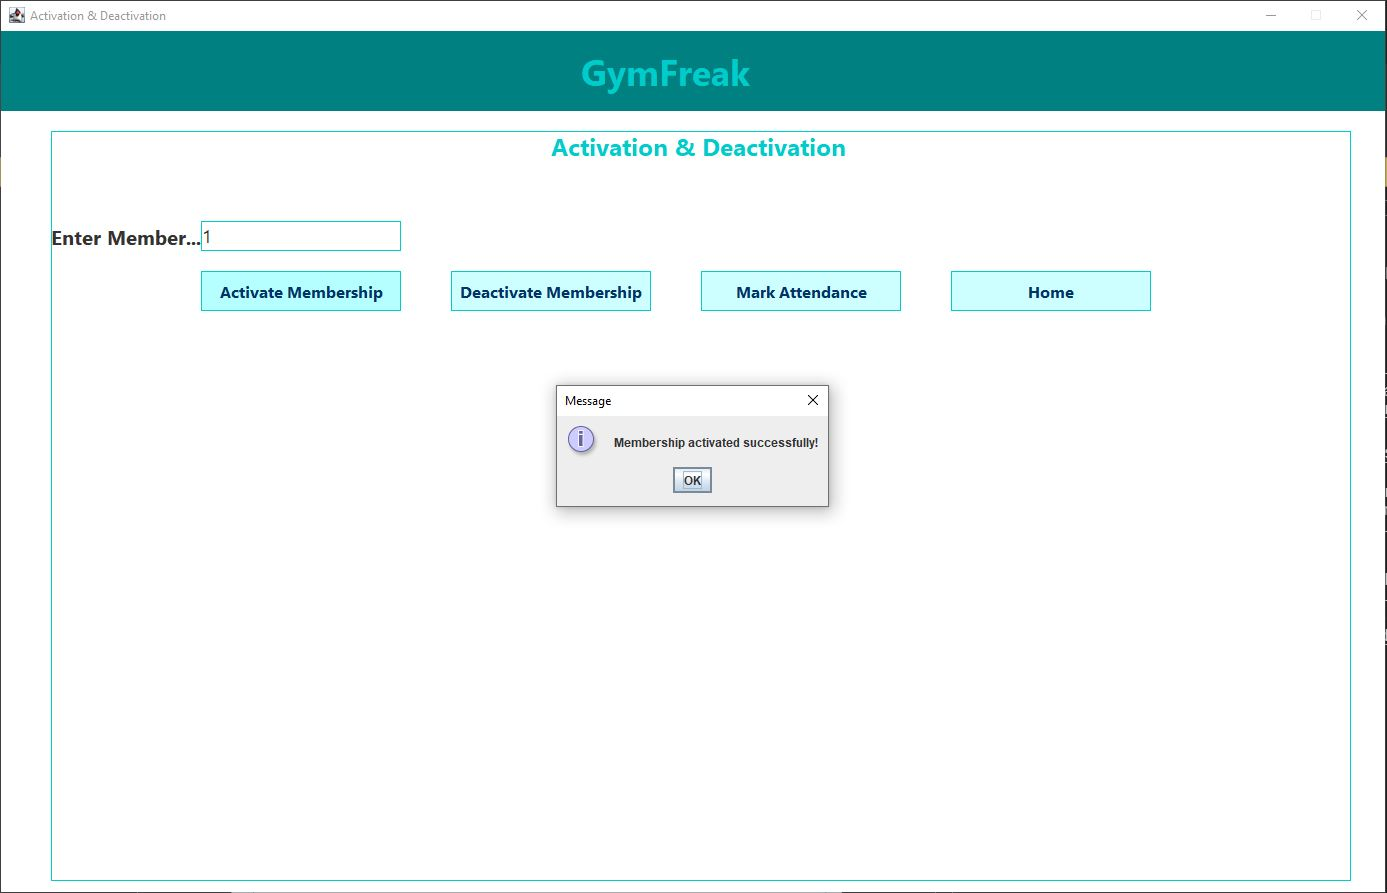 Activation & Deactivation
GymFreak
Activation & Deactivation
Enter Member... 1
Activate Membership Deactivate Membership Mark Attendance Home
Message
Membership activated successfully!
OK